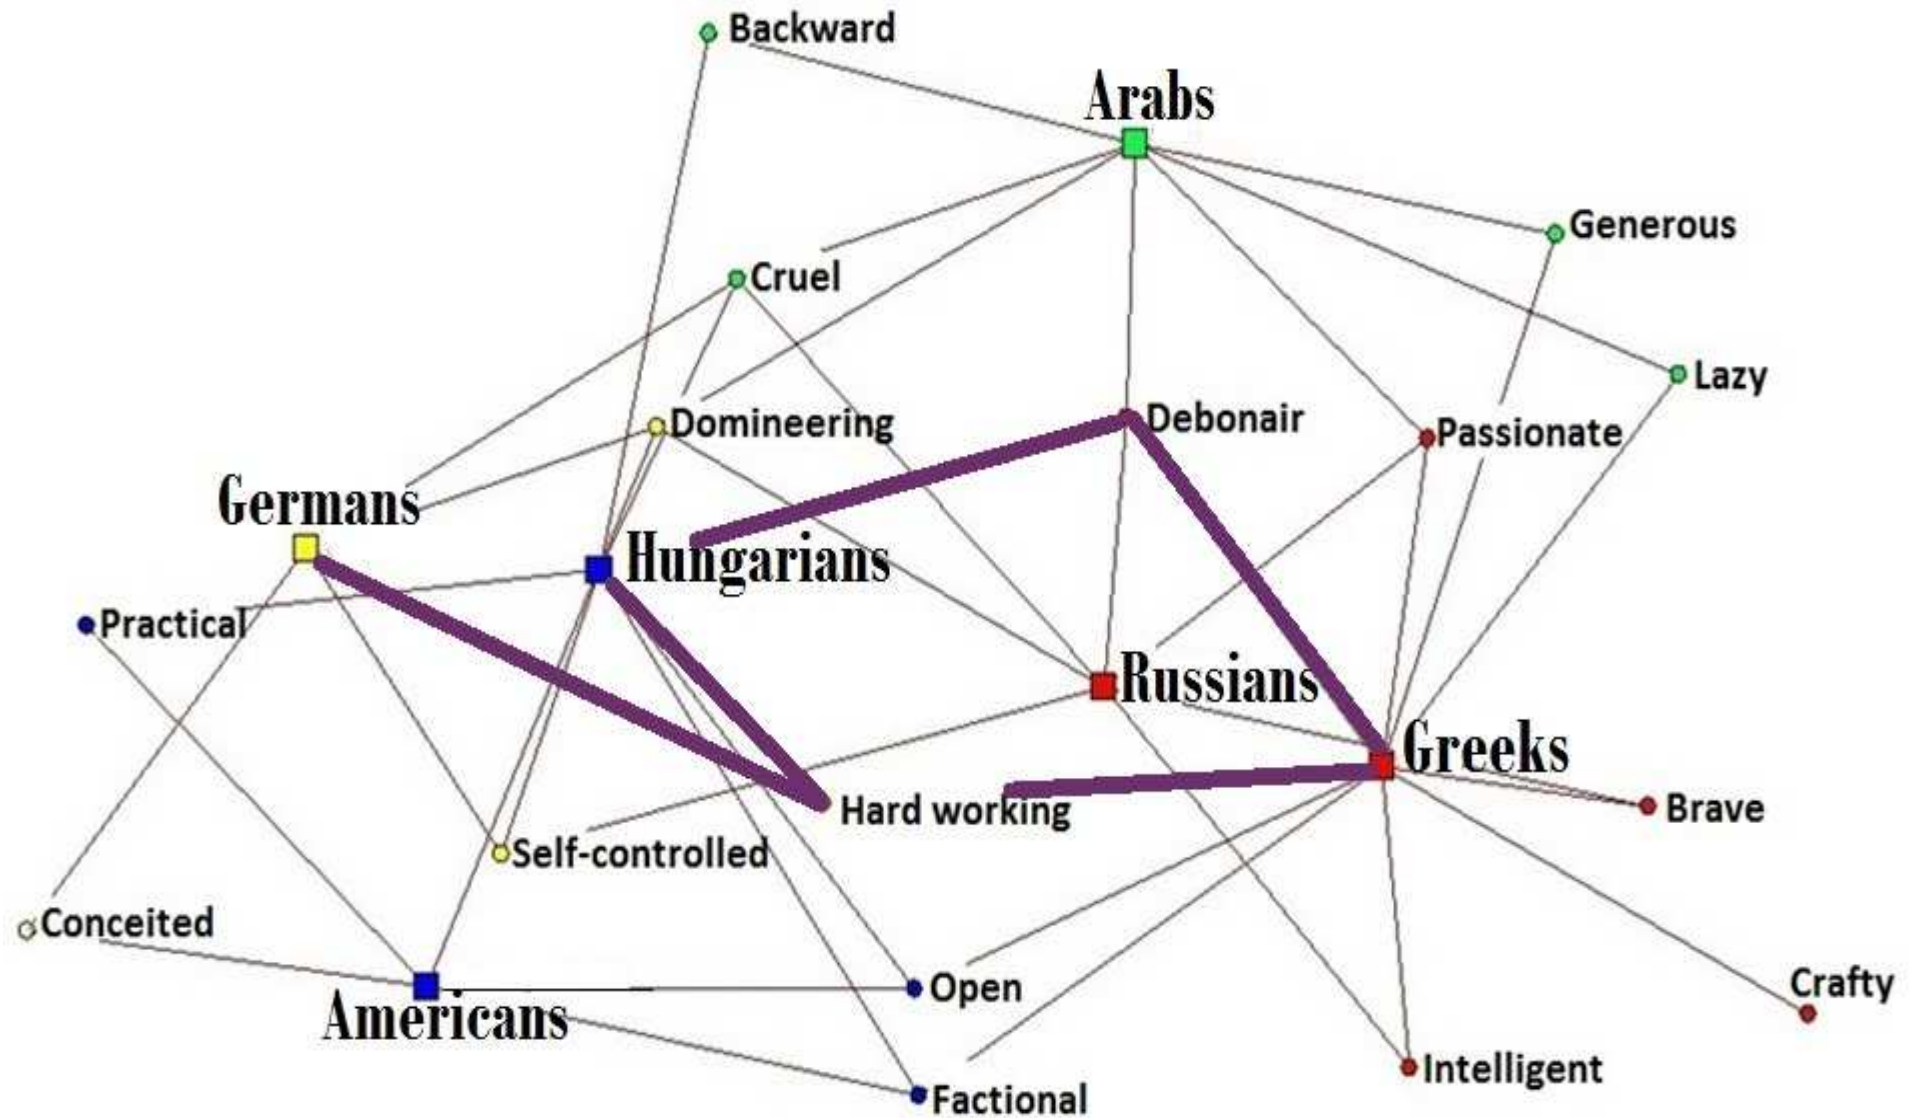 Backward
Arabs
Generous
Cruel
Lazy
Domineering
Debonair
Passionate
Germans
Hungarians
Practical
Russians
Greeks
Hard working
Brave
Self-controlled
Conceited
Open
Crafty
Americans
Intelligent
Factional